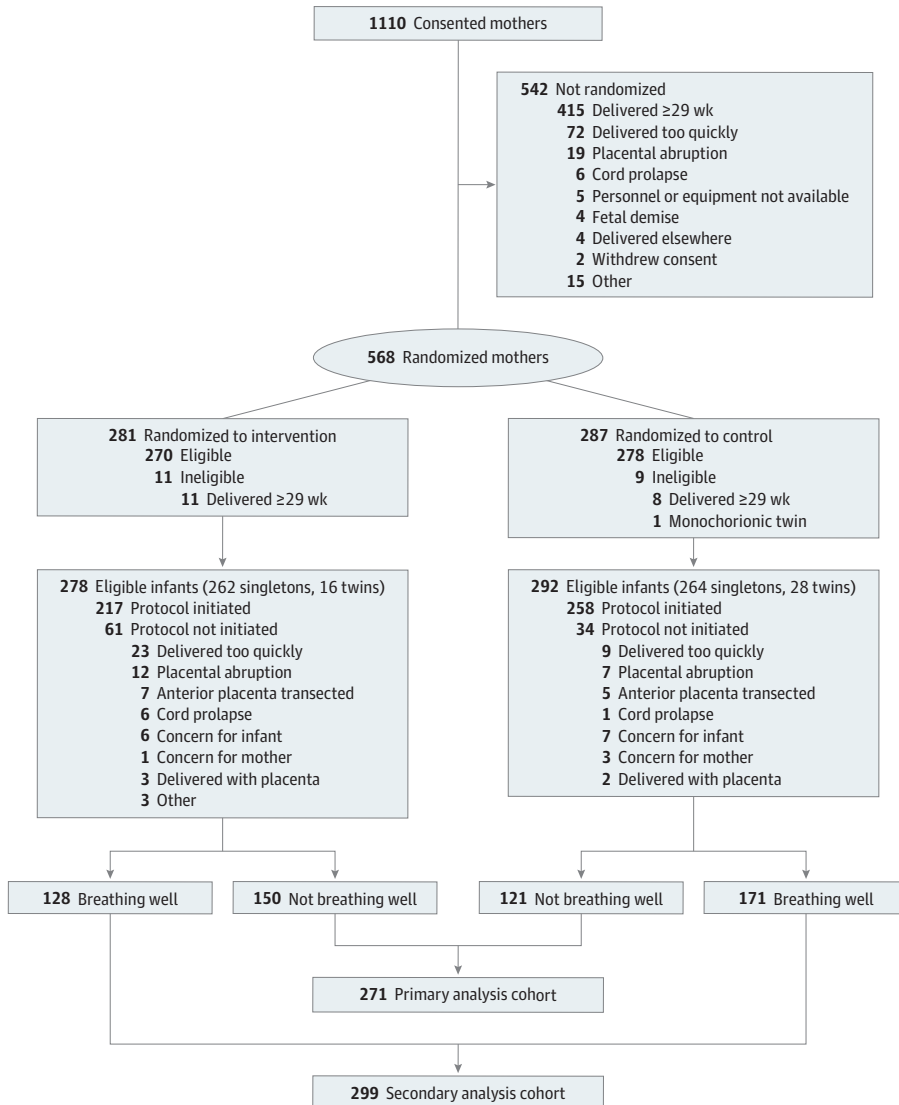 1110 Consented mothers
542 Not randomized
415 Delivered ≥29 wk
72 Delivered too quickly
19 Placental abruption
6 Cord prolapse
5 Personnel or equipment not available
4 Fetal demise
4 Delivered elsewhere
2 Withdrew consent
15 Other
568 Randomized mothers
281 Randomized to intervention
270 Eligible
11 Ineligible
11 Delivered ≥29 wk
287 Randomized to control
278 Eligible
9 Ineligible
8 Delivered ≥29 wk
1 Monochorionic twin
278 Eligible infants (262 singletons, 16 twins)
217 Protocol initiated
61 Protocol not initiated
23 Delivered too quickly
12 Placental abruption
7 Anterior placenta transected
6 Cord prolapse
6 Concern for infant
1 Concern for mother
3 Delivered with placenta
3 Other
292 Eligible infants (264 singletons, 28 twins)
258 Protocol initiated
34 Protocol not initiated
9 Delivered too quickly
7 Placental abruption
5 Anterior placenta transected
1 Cord prolapse
7 Concern for infant
3 Concern for mother
2 Delivered with placenta
128 Breathing well
150 Not breathing well
121 Not breathing well
171 Breathing well
271 Primary analysis cohort
299 Secondary analysis cohort